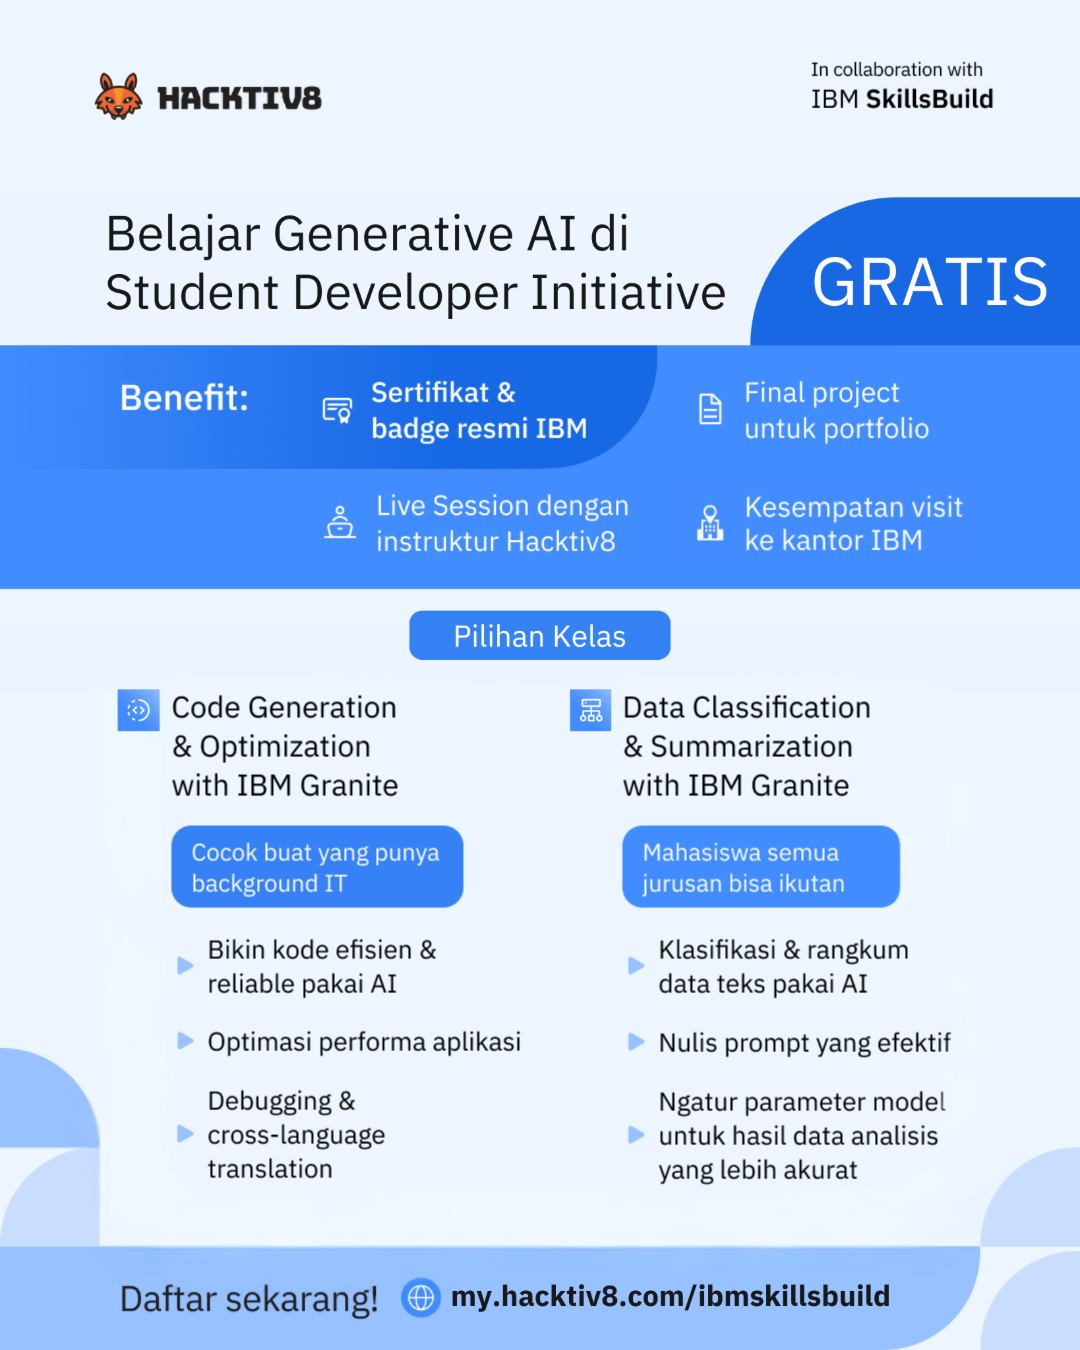 HACKTIV8
In collaboration with
IBM SkillsBuild
Belajar Generative AI di
Student Developer Initiative
GRATIS
Benefit:
Sertifikat &
badge resmi IBM
Final project
untuk portfolio
Live Session dengan
instruktur Hacktiv8
Kesempatan visit
ke kantor IBM
Pilihan Kelas
Code Generation
& Optimization
with IBM Granite
Cocok buat yang punya
background IT
Bikin kode efisien &
reliable pakai AI
Optimasi performa aplikasi
Debugging &
cross-language
translation
Data Classification
& Summarization
with IBM Granite
Mahasiswa semua
jurusan bisa ikutan
Klasifikasi & rangkum
data teks pakai AI
Nulis prompt yang efektif
Ngatur parameter model
untuk hasil data analisis
yang lebih akurat
Daftar sekarang!
my.hacktiv8.com/ibmskillsbuild